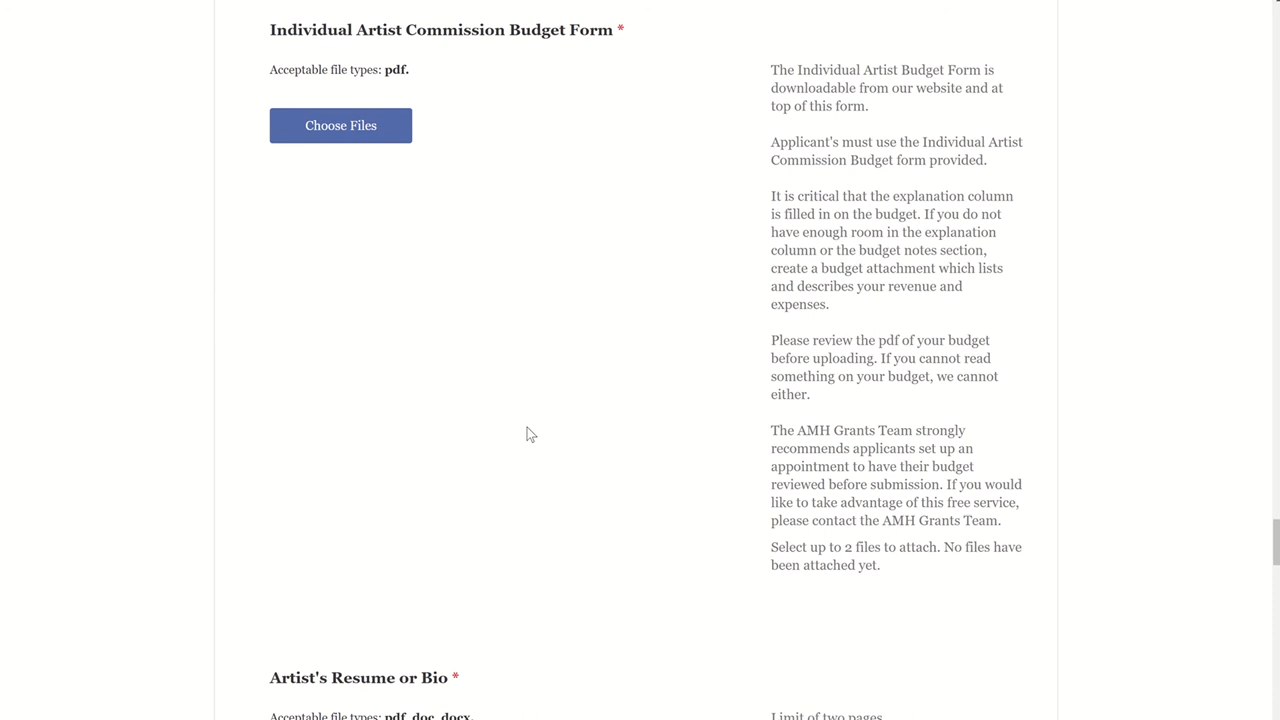 Individual Artist Commission Budget Form *
Acceptable file types: pdf.
Choose Files
The Individual Artist Budget Form is
downloadable from our website and at
top of this form.
Applicant's must use the Individual Artist
Commission Budget form provided.
It is critical that the explanation column
is filled in on the budget. If you do not
have enough room in the explanation
column or the budget notes section,
create a budget attachment which lists
and describes your revenue and
expenses.
Please review the pdf of your budget
before uploading. If you cannot read
something on your budget, we cannot
either.
The AMH Grants Team strongly
recommends applicants set up an
appointment to have their budget
reviewed before submission. If you would
like to take advantage of this free service,
please contact the AMH Grants Team.
Select up to 2 files to attach. No files have
been attached yet.
Artist's Resume or Bio *
Acceptable file types: pdf, doc, docx.
Limit of two pages